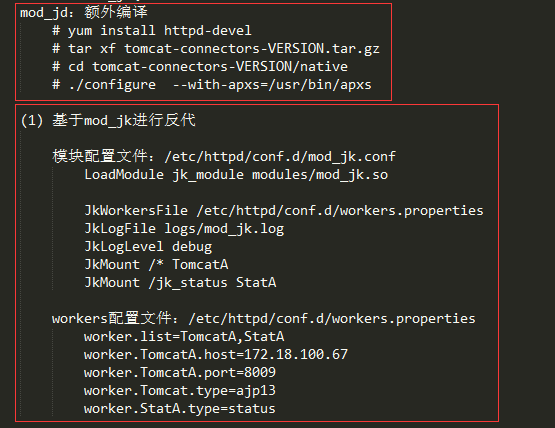 mod_jd：额外编译
# yum install httpd-devel
# tar xf tomcat-connectors-VERSION.tar.gz
# cd tomcat-connectors-VERSION/native
# ./configure  --with-apxs=/usr/bin/apxs
(1) 基于mod_jk进行反代
模块配置文件：/etc/httpd/conf.d/mod_jk.conf
LoadModule jk_module modules/mod_jk.so
JkWorkersFile /etc/httpd/conf.d/workers.properties
JkLogFile logs/mod_jk.log
JkLogLevel debug
JkMount /* TomcatA
JkMount /jk_status StatA
workers配置文件：/etc/httpd/conf.d/workers.properties
worker.list=TomcatA,StatA
worker.TomcatA.host=172.18.100.67
worker.TomcatA.port=8009
worker.Tomcat.type=ajp13
worker.StatA.type=status